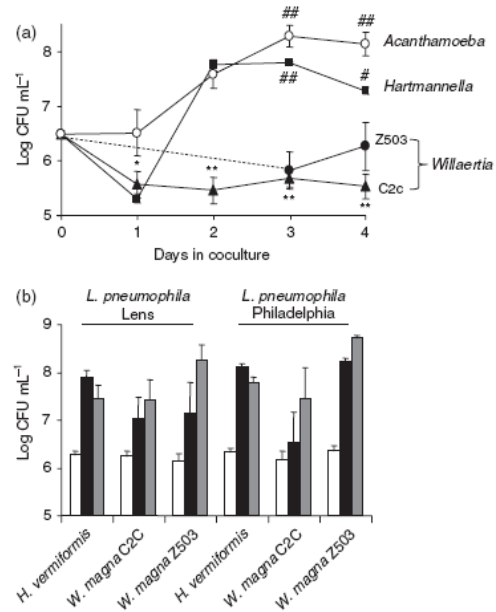 (a)
9
8
7
6
5
Log CFU mL⁻¹
0 1 2 3 4
Days in coculture
## ##
## #
* ** ** **
Acanthamoeba
Hartmannella
Z503
Willaertia
C2c
(b)
L. pneumophila L. pneumophila
Lens Philadelphia
9
8
7
6
5
Log CFU mL⁻¹
H. vermiformis
W. magna C2C
W. magna Z503
H. vermiformis
W. magna C2C
W. magna Z503